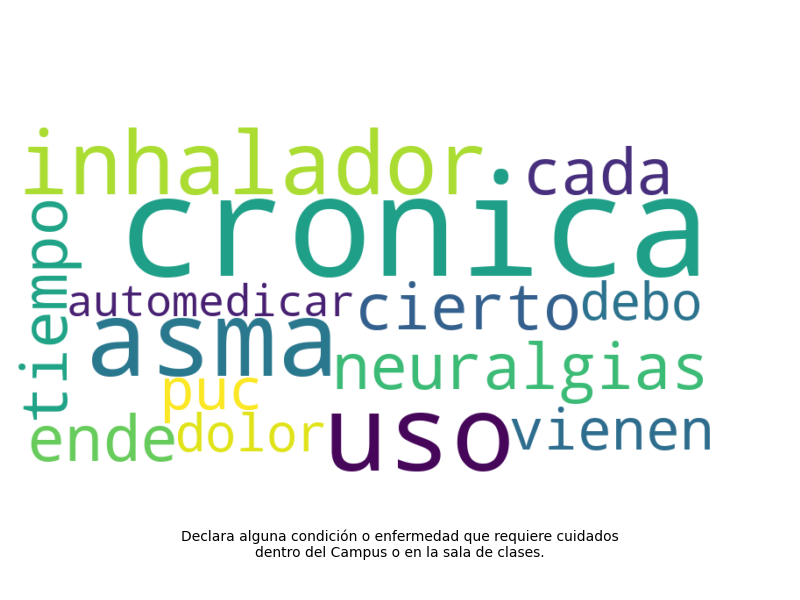 inhalador
cada
cronica
tiempo
automedicar
cierto
debo
asma
neuralgias
puc
ende
dolor
uso
vienen
Declara alguna condición o enfermedad que requiere cuidados
dentro del Campus o en la sala de clases.